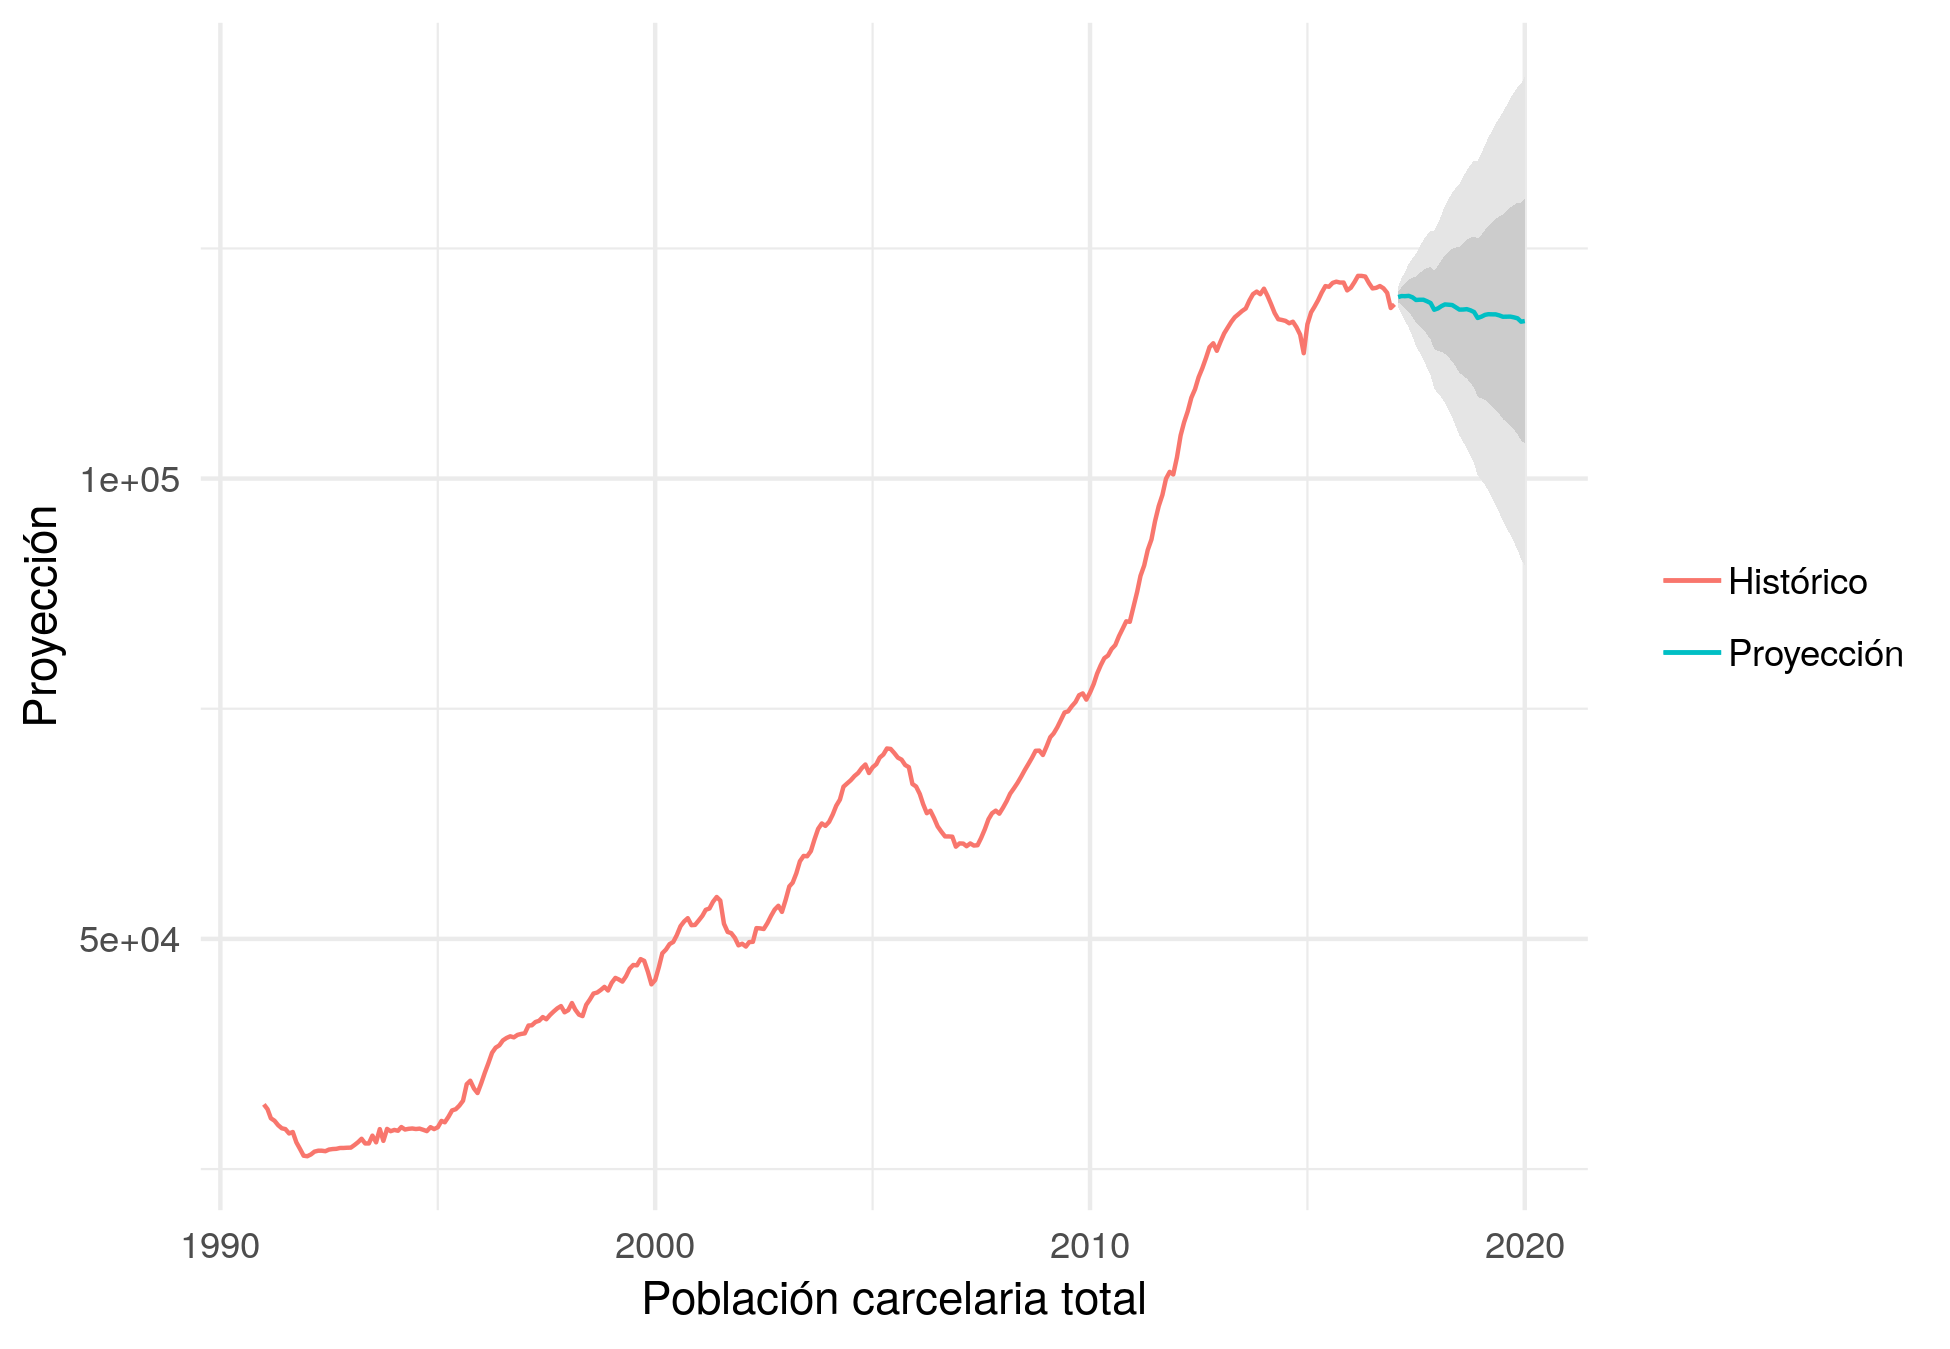 Proyección
1e+05
5e+04
1990
2000
2010
2020
Población carcelaria total
Histórico
Proyección